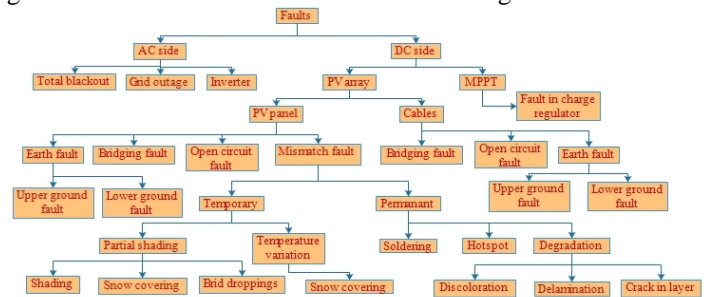 Faults
AC side
DC side
Total blackout
Grid outage
Inverter
PV array
MPPT
Fault in charge
regulator
PV panel
Cables
Earth fault
Bridging fault
Open circuit
fault
Mismatch fault
Bridging fault
Open circuit
fault
Earth fault
Upper ground
fault
Lower ground
fault
Temporary
Permanant
Upper ground
fault
Lower ground
fault
Partial shading
Temperature
variation
Soldering
Hotspot
Degradation
Shading
Snow covering
Brid droppings
Snow covering
Discoloration
Delamination
Crack in layer